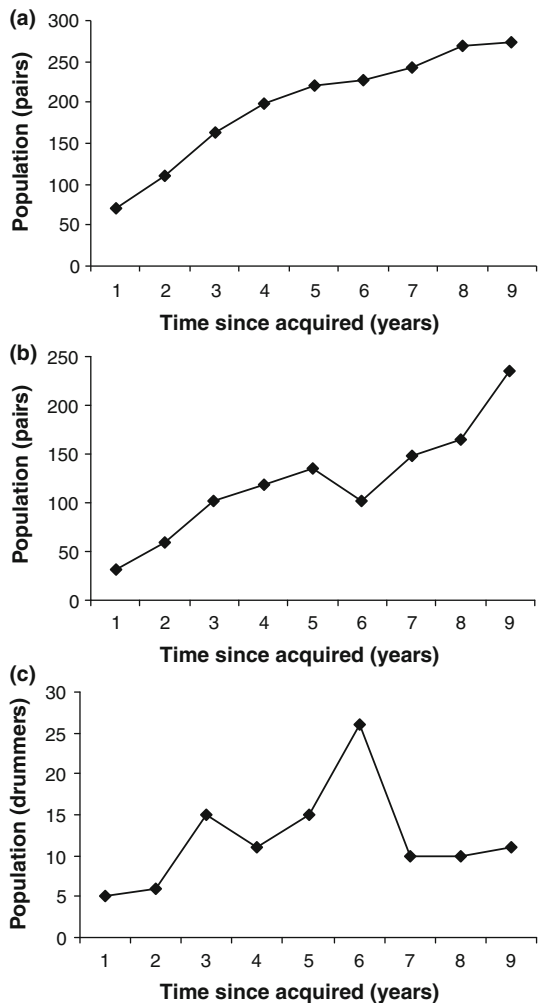 (a)
Population (pairs)
300
250
200
150
100
50
0
1 2 3 4 5 6 7 8 9
Time since acquired (years)
(b)
Population (pairs)
250
200
150
100
50
0
1 2 3 4 5 6 7 8 9
Time since acquired (years)
(c)
Population (drummers)
30
25
20
15
10
5
0
1 2 3 4 5 6 7 8 9
Time since acquired (years)